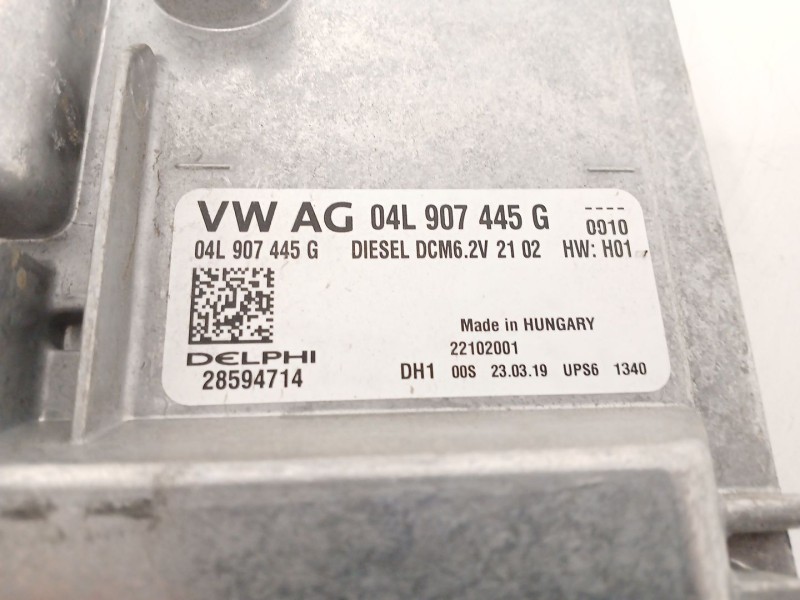 VW AG 04L 907 445 G ----
0010
04L 907 445 G DIESEL DCM6.2V 21 02 HW: H01
Made in HUNGARY
22102001
DELPHI
28594714
DH1 00S 23.03.19 UPS6 1340